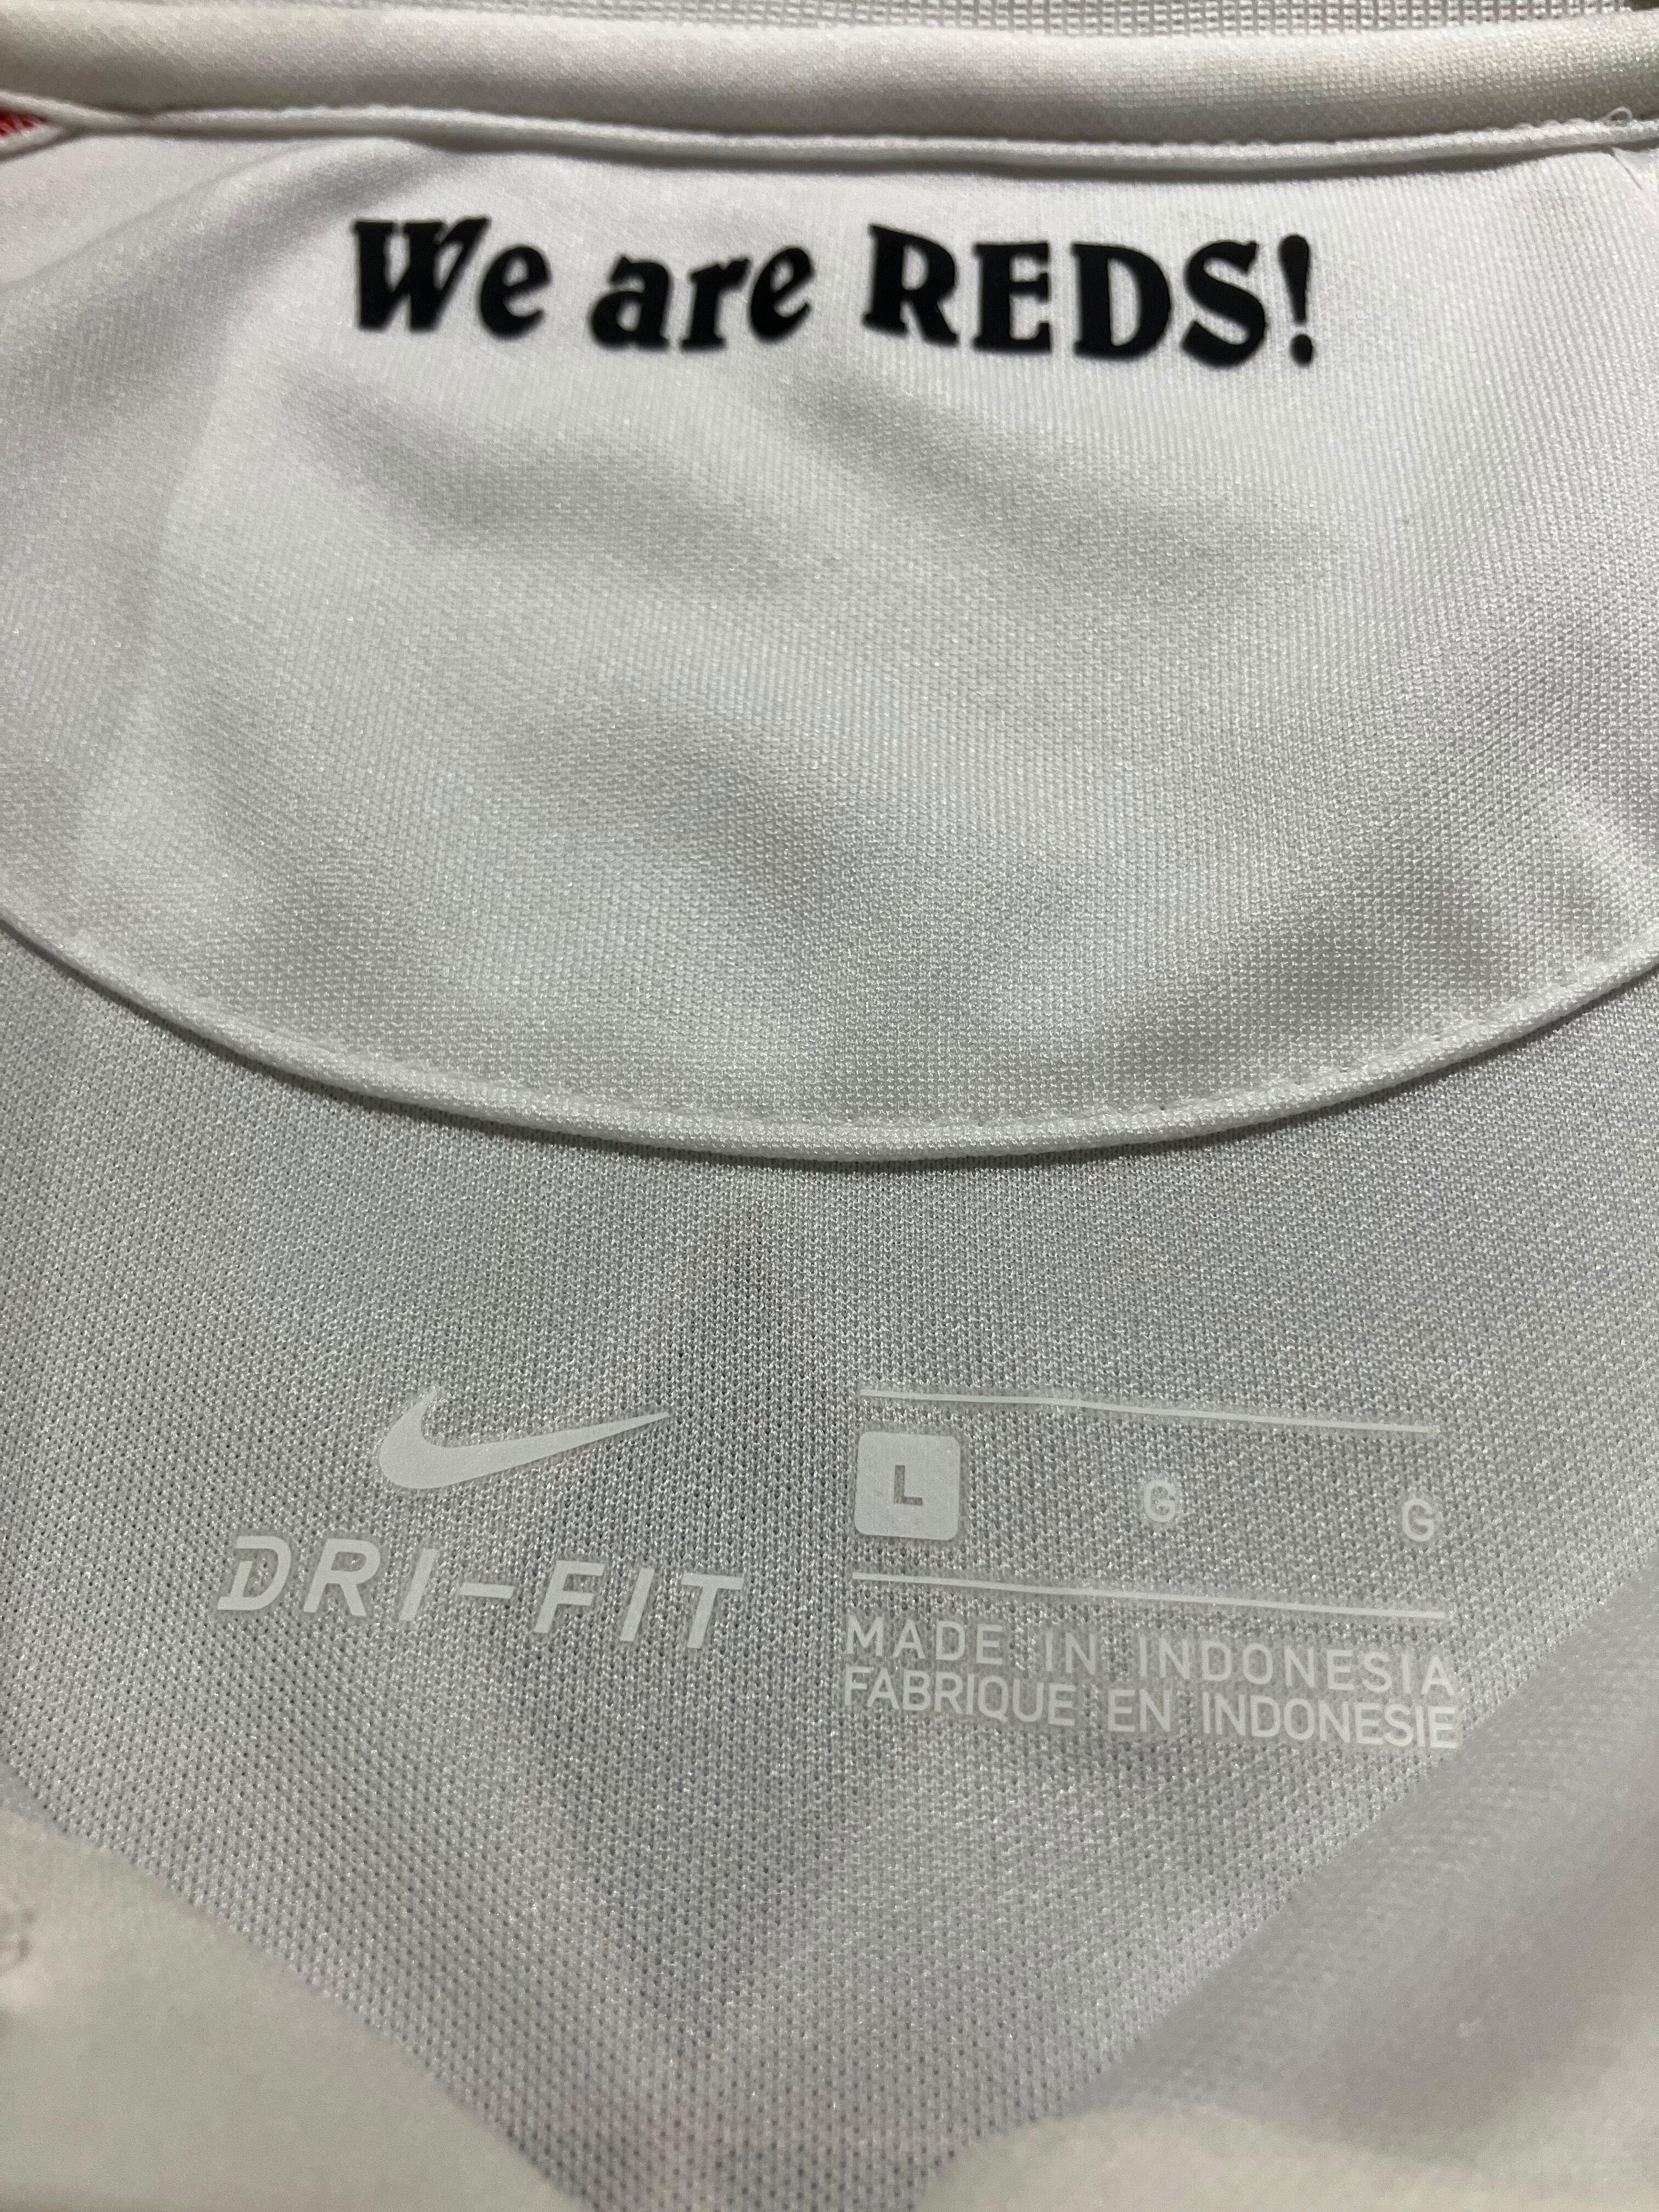 We are REDS!
DRI-FIT
L G G
MADE IN INDONESIA
FABRIQUE EN INDONESIE